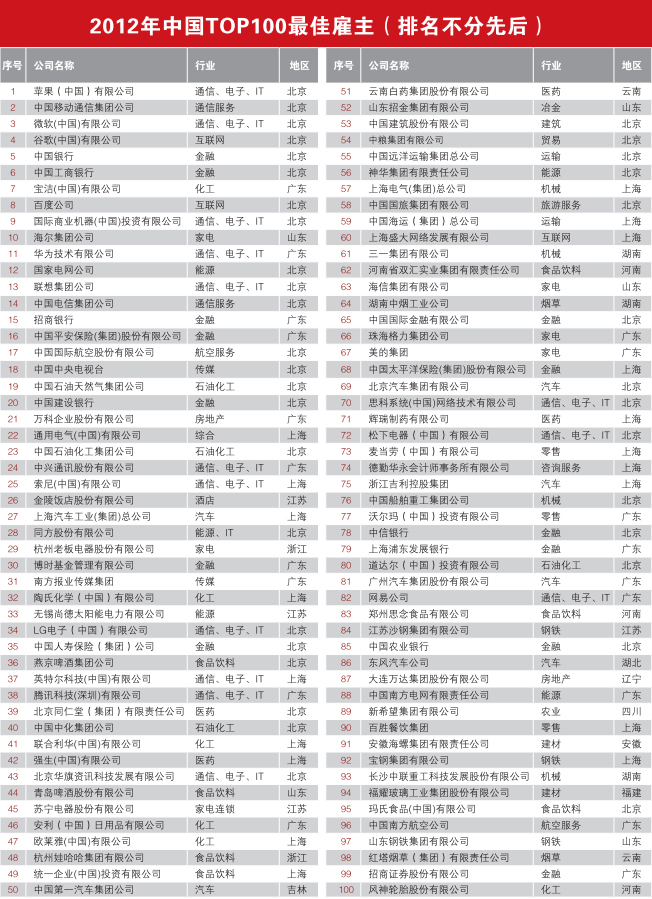 2012年中国TOP100最佳雇主（排名不分先后）
序号 公司名称 行业 地区
1 苹果（中国）有限公司 通信、电子、IT 北京
2 中国移动通信集团公司 通信服务 北京
3 微软(中国)有限公司 通信、电子、IT 北京
4 谷歌(中国)有限公司 互联网 北京
5 中国银行 金融 北京
6 中国工商银行 金融 北京
7 宝洁(中国)有限公司 化工 广东
8 百度公司 互联网 北京
9 国际商业机器(中国)投资有限公司 通信、电子、IT 北京
10 海尔集团公司 家电 山东
11 华为技术有限公司 通信、电子、IT 广东
12 国家电网公司 能源 北京
13 联想集团公司 通信、电子、IT 北京
14 中国电信集团公司 通信服务 北京
15 招商银行 金融 广东
16 中国平安保险(集团)股份有限公司 金融 广东
17 中国国际航空股份有限公司 航空服务 北京
18 中国中央电视台 传媒 北京
19 中国石油天然气集团公司 石油化工 北京
20 中国建设银行 金融 北京
21 万科企业股份有限公司 房地产 广东
22 通用电气(中国)有限公司 综合 上海
23 中国石油化工集团公司 石油化工 北京
24 中兴通讯股份有限公司 通信、电子、IT 广东
25 索尼(中国)有限公司 通信、电子、IT 上海
26 金陵饭店股份有限公司 酒店 江苏
27 上海汽车工业(集团)总公司 汽车 上海
28 同方股份有限公司 能源、IT 北京
29 杭州老板电器股份有限公司 家电 浙江
30 博时基金管理有限公司 金融 广东
31 南方报业传媒集团 传媒 广东
32 陶氏化学（中国）有限公司 化工 上海
33 无锡尚德太阳能电力有限公司 能源 江苏
34 LG电子（中国）有限公司 通信、电子、IT 北京
35 中国人寿保险（集团）公司 金融 北京
36 燕京啤酒集团公司 食品饮料 北京
37 英特尔科技(中国)有限公司 通信、电子、IT 上海
38 腾讯科技(深圳)有限公司 通信、电子、IT 广东
39 北京同仁堂（集团）有限责任公司 医药 北京
40 中国中化集团公司 石油化工 北京
41 联合利华(中国)有限公司 化工 上海
42 强生(中国)有限公司 医药 上海
43 北京华旗资讯科技发展有限公司 通信、电子、IT 北京
44 青岛啤酒股份有限公司 食品饮料 山东
45 苏宁电器股份有限公司 家电连锁 江苏
46 安利（中国）日用品有限公司 化工 广东
47 欧莱雅(中国)有限公司 化工 上海
48 杭州娃哈哈集团有限公司 食品饮料 浙江
49 统一企业(中国)投资有限公司 食品饮料 上海
50 中国第一汽车集团公司 汽车 吉林
序号 公司名称 行业 地区
51 云南白药集团股份有限公司 医药 云南
52 山东招金集团有限公司 冶金 山东
53 中国建筑股份有限公司 建筑 北京
54 中粮集团有限公司 贸易 北京
55 中国远洋运输集团总公司 运输 北京
56 神华集团有限责任公司 能源 北京
57 上海电气(集团)总公司 机械 上海
58 中国国旅集团有限公司 旅游服务 北京
59 中国海运（集团）总公司 运输 上海
60 上海盛大网络发展有限公司 互联网 上海
61 三一集团有限公司 机械 湖南
62 河南省双汇实业集团有限责任公司 食品饮料 河南
63 海信集团有限公司 家电 山东
64 湖南中烟工业公司 烟草 湖南
65 中国国际金融有限公司 金融 北京
66 珠海格力集团公司 家电 广东
67 美的集团 家电 广东
68 中国太平洋保险(集团)股份有限公司 金融 上海
69 北京汽车集团有限公司 汽车 北京
70 思科系统(中国)网络技术有限公司 通信、电子、IT 北京
71 辉瑞制药有限公司 医药 上海
72 松下电器（中国）有限公司 通信、电子、IT 北京
73 麦当劳（中国）有限公司 零售 上海
74 德勤华永会计师事务所有限公司 咨询服务 上海
75 浙江吉利控股集团 汽车 上海
76 中国船舶重工集团公司 机械 北京
77 沃尔玛（中国）投资有限公司 零售 广东
78 中信银行 金融 北京
79 上海浦东发展银行 金融 广东
80 道达尔（中国）投资有限公司 石油化工 北京
81 广州汽车集团股份有限公司 汽车 广东
82 网易公司 通信、电子、IT 广东
83 郑州思念食品有限公司 食品饮料 河南
84 江苏沙钢集团有限公司 钢铁 江苏
85 中国农业银行 金融 北京
86 东风汽车公司 汽车 湖北
87 大连万达集团股份有限公司 房地产 辽宁
88 中国南方电网有限责任公司 能源 广东
89 新希望集团有限公司 农业 四川
90 百胜餐饮集团 零售 上海
91 安徽海螺集团有限责任公司 建材 安徽
92 宝钢集团有限公司 钢铁 上海
93 长沙中联重工科技发展股份有限公司 机械 湖南
94 福耀玻璃工业集团股份有限公司 建材 福建
95 玛氏食品(中国)有限公司 食品饮料 北京
96 中国南方航空公司 航空服务 广东
97 山东钢铁集团有限公司 钢铁 山东
98 红塔烟草（集团）有限责任公司 烟草 云南
99 招商证券股份有限公司 金融 广东
100 风神轮胎股份有限公司 化工 河南